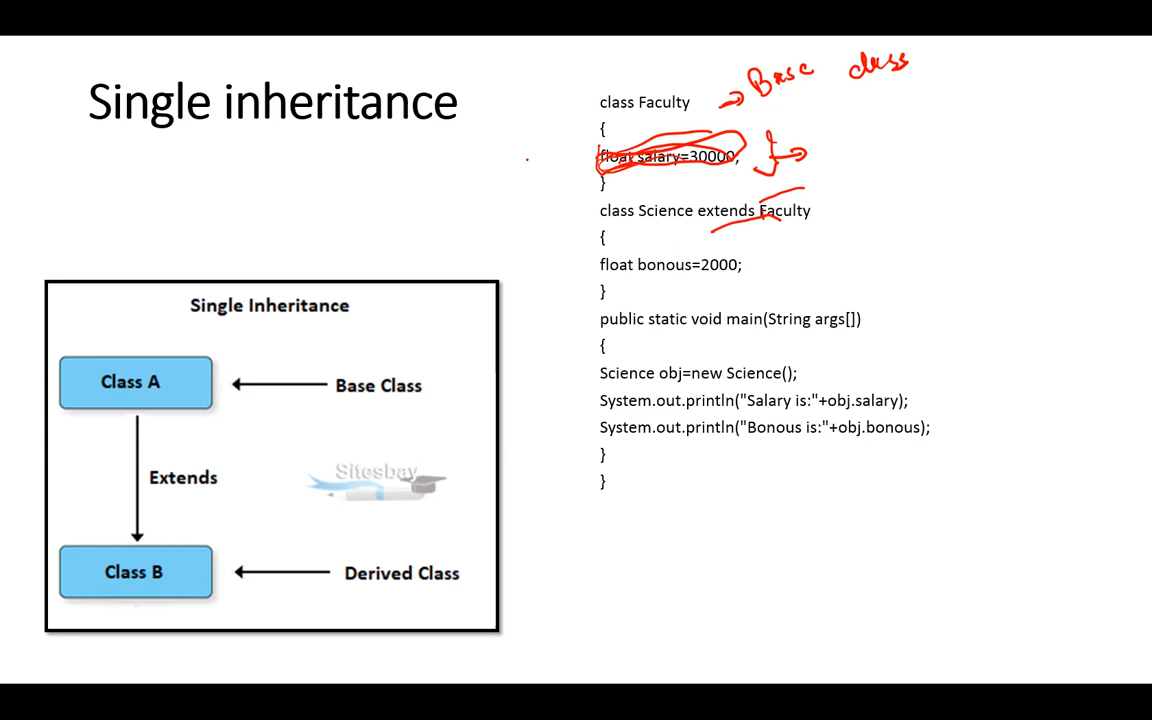 Single inheritance
Base class
class Faculty
{
float salary=30000;
}
class Science extends Faculty
{
float bonous=2000;
}
public static void main(String args[])
{
Science obj=new Science();
System.out.println("Salary is:"+obj.salary);
System.out.println("Bonous is:"+obj.bonous);
}
}
Single Inheritance
Class A
Base Class
Extends
Sitesbay
Class B
Derived Class